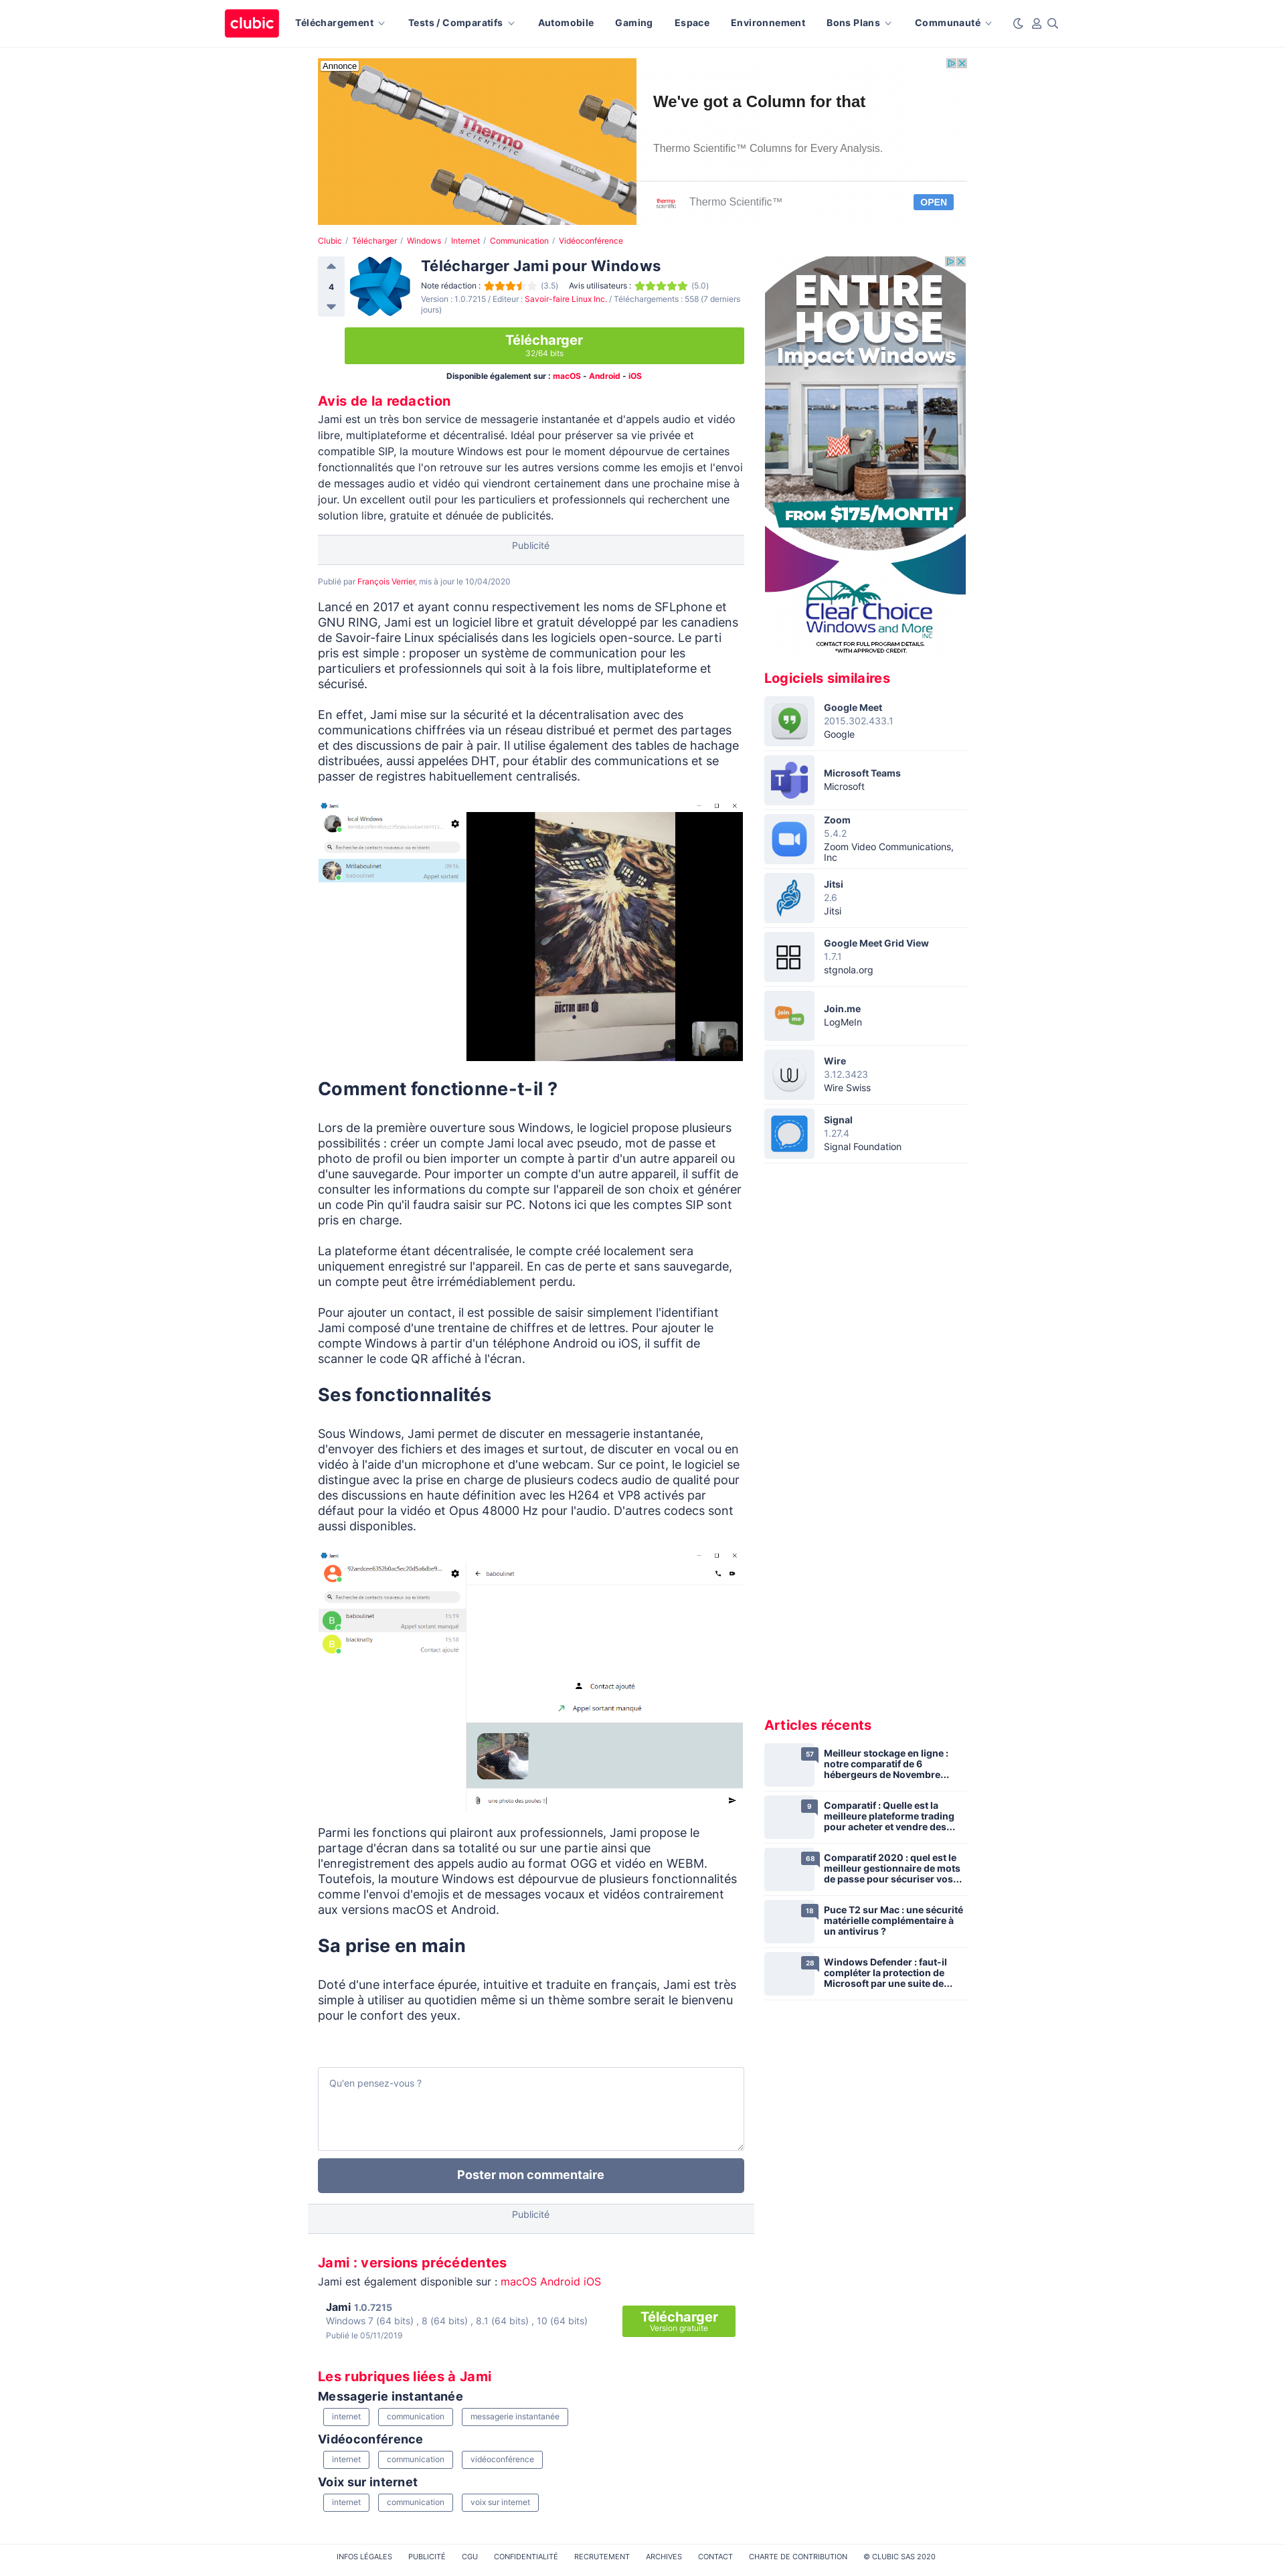 clubic
Téléchargement
Tests / Comparatifs
Automobile
Gaming
Espace
Environnement
Bons Plans
Communauté
Annonce
Thermo
SCIENTIFIC
FLOW
We've got a Column for that
Thermo Scientific™ Columns for Every Analysis.
thermo
scientific
Thermo Scientific™
OPEN
Clubic / Télécharger / Windows / Internet / Communication / Vidéoconférence
4
Télécharger Jami pour Windows
Note rédaction : (3.5) Avis utilisateurs : (5.0)
Version : 1.0.7215 / Editeur : Savoir-faire Linux Inc. / Téléchargements : 558 (7 derniers
jours)
Télécharger
32/64 bits
Disponible également sur : macOS - Android - iOS
Avis de la redaction
Jami est un très bon service de messagerie instantanée et d'appels audio et vidéo
libre, multiplateforme et décentralisé. Idéal pour préserver sa vie privée et
compatible SIP, la mouture Windows est pour le moment dépourvue de certaines
fonctionnalités que l'on retrouve sur les autres versions comme les emojis et l'envoi
de messages audio et vidéo qui viendront certainement dans une prochaine mise à
jour. Un excellent outil pour les particuliers et professionnels qui recherchent une
solution libre, gratuite et dénuée de publicités.
Publicité
Publié par François Verrier, mis à jour le 10/04/2020
Lancé en 2017 et ayant connu respectivement les noms de SFLphone et
GNU RING, Jami est un logiciel libre et gratuit développé par les canadiens
de Savoir-faire Linux spécialisés dans les logiciels open-source. Le parti
pris est simple : proposer un système de communication pour les
particuliers et professionnels qui soit à la fois libre, multiplateforme et
sécurisé.
En effet, Jami mise sur la sécurité et la décentralisation avec des
communications chiffrées via un réseau distribué et permet des partages
et des discussions de pair à pair. Il utilise également des tables de hachage
distribuées, aussi appelées DHT, pour établir des communications et se
passer de registres habituellement centralisés.
Jami
local Windows
Recherche de contacts nouveaux ou existants
Mrtlaboulinet 09:16
baboulinet Appel sortant
DOCTOR WHO
Comment fonctionne-t-il ?
Lors de la première ouverture sous Windows, le logiciel propose plusieurs
possibilités : créer un compte Jami local avec pseudo, mot de passe et
photo de profil ou bien importer un compte à partir d'un autre appareil ou
d'une sauvegarde. Pour importer un compte d'un autre appareil, il suffit de
consulter les informations du compte sur l'appareil de son choix et générer
un code Pin qu'il faudra saisir sur PC. Notons ici que les comptes SIP sont
pris en charge.
La plateforme étant décentralisée, le compte créé localement sera
uniquement enregistré sur l'appareil. En cas de perte et sans sauvegarde,
un compte peut être irrémédiablement perdu.
Pour ajouter un contact, il est possible de saisir simplement l'identifiant
Jami composé d'une trentaine de chiffres et de lettres. Pour ajouter le
compte Windows à partir d'un téléphone Android ou iOS, il suffit de
scanner le code QR affiché à l'écran.
Ses fonctionnalités
Sous Windows, Jami permet de discuter en messagerie instantanée,
d'envoyer des fichiers et des images et surtout, de discuter en vocal ou en
vidéo à l'aide d'un microphone et d'une webcam. Sur ce point, le logiciel se
distingue avec la prise en charge de plusieurs codecs audio de qualité pour
des discussions en haute définition avec les H264 et VP8 activés par
défaut pour la vidéo et Opus 48000 Hz pour l'audio. D'autres codecs sont
aussi disponibles.
Jami
92aedcee6352b0ac5ec20d5a6dbe9...
baboulinet
Recherche de contacts nouveaux ou existants
B baboulinet 15:19
Appel sortant manqué
B blacknatty 15:18
Contact ajouté
Contact ajouté
Appel sortant manqué
une photo des poules !!
Parmi les fonctions qui plairont aux professionnels, Jami propose le
partage d'écran dans sa totalité ou sur une partie ainsi que
l'enregistrement des appels audio au format OGG et vidéo en WEBM.
Toutefois, la mouture Windows est dépourvue de plusieurs fonctionnalités
comme l'envoi d'emojis et de messages vocaux et vidéos contrairement
aux versions macOS et Android.
Sa prise en main
Doté d'une interface épurée, intuitive et traduite en français, Jami est très
simple à utiliser au quotidien même si un thème sombre serait le bienvenu
pour le confort des yeux.
Qu'en pensez-vous ?
Poster mon commentaire
Publicité
Jami : versions précédentes
Jami est également disponible sur : macOS Android iOS
Jami 1.0.7215
Windows 7 (64 bits) , 8 (64 bits) , 8.1 (64 bits) , 10 (64 bits)
Publié le 05/11/2019
Télécharger
Version gratuite
Les rubriques liées à Jami
Messagerie instantanée
internet communication messagerie instantanée
Vidéoconférence
internet communication vidéoconférence
Voix sur internet
internet communication voix sur internet
ENTIRE
HOUSE
Impact Windows
FROM $175/MONTH*
Clear Choice
Windows and More
INC
CONTACT FOR FULL PROGRAM DETAILS.
*WITH APPROVED CREDIT.
Logiciels similaires
Google Meet
2015.302.433.1
Google
T
Microsoft Teams
Microsoft
Zoom
5.4.2
Zoom Video Communications,
Inc
Jitsi
2.6
Jitsi
Google Meet Grid View
1.7.1
stgnola.org
join
me
Join.me
LogMeIn
Wire
3.12.3423
Wire Swiss
Signal
1.27.4
Signal Foundation
Articles récents
57
Meilleur stockage en ligne :
notre comparatif de 6
hébergeurs de Novembre...
9
Comparatif : Quelle est la
meilleure plateforme trading
pour acheter et vendre des...
68
Comparatif 2020 : quel est le
meilleur gestionnaire de mots
de passe pour sécuriser vos...
18
Puce T2 sur Mac : une sécurité
matérielle complémentaire à
un antivirus ?
28
Windows Defender : faut-il
compléter la protection de
Microsoft par une suite de...
INFOS LÉGALES PUBLICITÉ CGU CONFIDENTIALITÉ RECRUTEMENT ARCHIVES CONTACT CHARTE DE CONTRIBUTION © CLUBIC SAS 2020